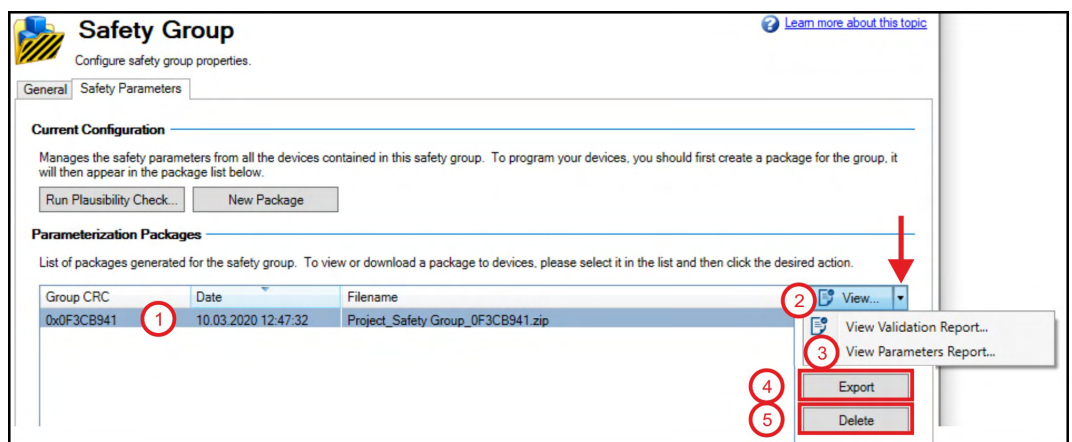 Safety Group
Learn more about this topic
Configure safety group properties.
General Safety Parameters
Current Configuration
Manages the safety parameters from all the devices contained in this safety group. To program your devices, you should first create a package for the group, it
will then appear in the package list below.
Run Plausibility Check... New Package
Parameterization Packages
List of packages generated for the safety group. To view or download a package to devices, please select it in the list and then click the desired action.
Group CRC Date Filename 2 View...
0x0F3CB941 1 10.03.2020 12:47:32 Project_Safety Group_0F3CB941.zip
View Validation Report...
3 View Parameters Report...
4 Export
5 Delete